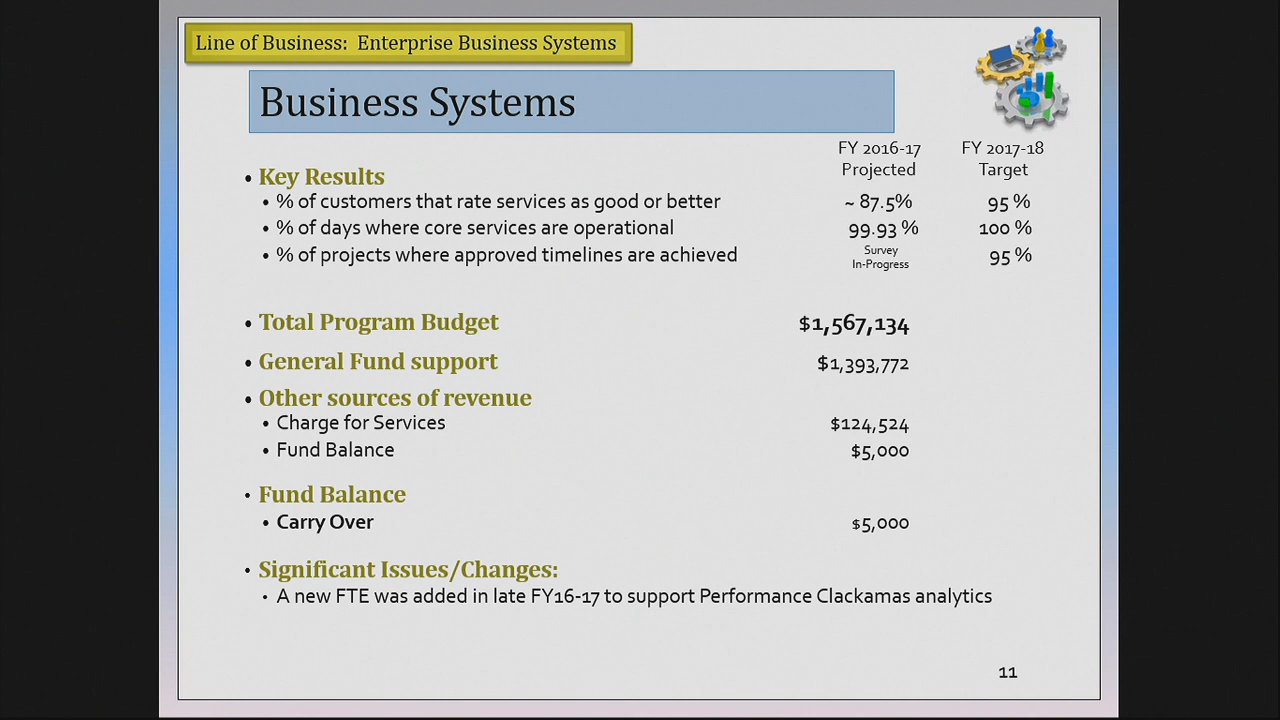 Line of Business: Enterprise Business Systems
Business Systems
FY 2016-17 Projected
FY 2017-18 Target
• Key Results
• % of customers that rate services as good or better ~ 87.5% 95 %
• % of days where core services are operational 99.93 % 100 %
• % of projects where approved timelines are achieved Survey In-Progress 95 %
• Total Program Budget $1,567,134
• General Fund support $1,393,772
• Other sources of revenue
• Charge for Services $124,524
• Fund Balance $5,000
• Fund Balance
• Carry Over $5,000
• Significant Issues/Changes:
• A new FTE was added in late FY16-17 to support Performance Clackamas analytics
11